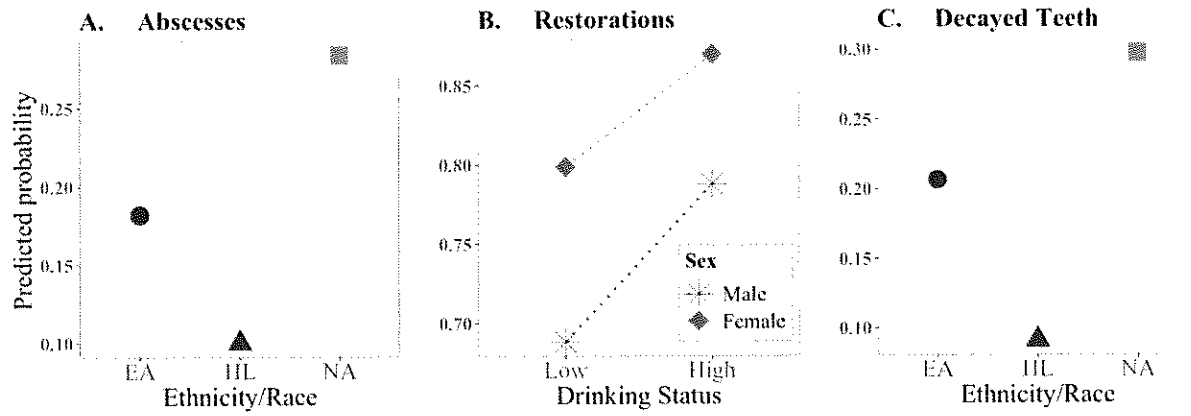 A. Abscesses
Predicted probability
0.25
0.20
0.15
0.10
EA HL NA
Ethnicity/Race
B. Restorations
0.85
0.80
0.75
0.70
Sex
Male
Female
Low High
Drinking Status
C. Decayed Teeth
0.30
0.25
0.20
0.15
0.10
EA HL NA
Ethnicity/Race